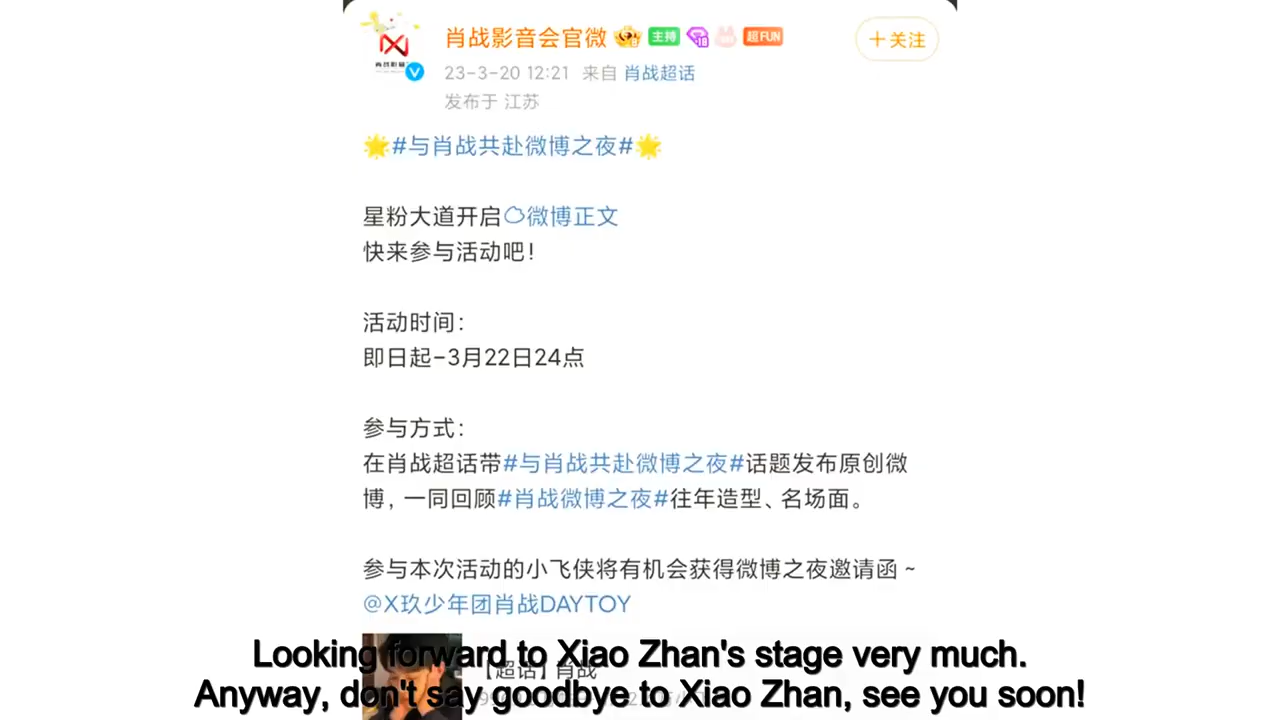 肖战影音会官微 主持 超FUN
+关注
23-3-20 12:21 来自 肖战超话
发布于 江苏
#与肖战共赴微博之夜#
星粉大道开启微博正文
快来参与活动吧!
活动时间:
即日起-3月22日24点
参与方式:
在肖战超话带#与肖战共赴微博之夜#话题发布原创微
博, 一同回顾#肖战微博之夜#往年造型、名场面。
参与本次活动的小飞侠将有机会获得微博之夜邀请函~
@X玖少年团肖战DAYTOY
【超话】肖战
Looking forward to Xiao Zhan's stage very much.
Anyway, don't say goodbye to Xiao Zhan, see you soon!